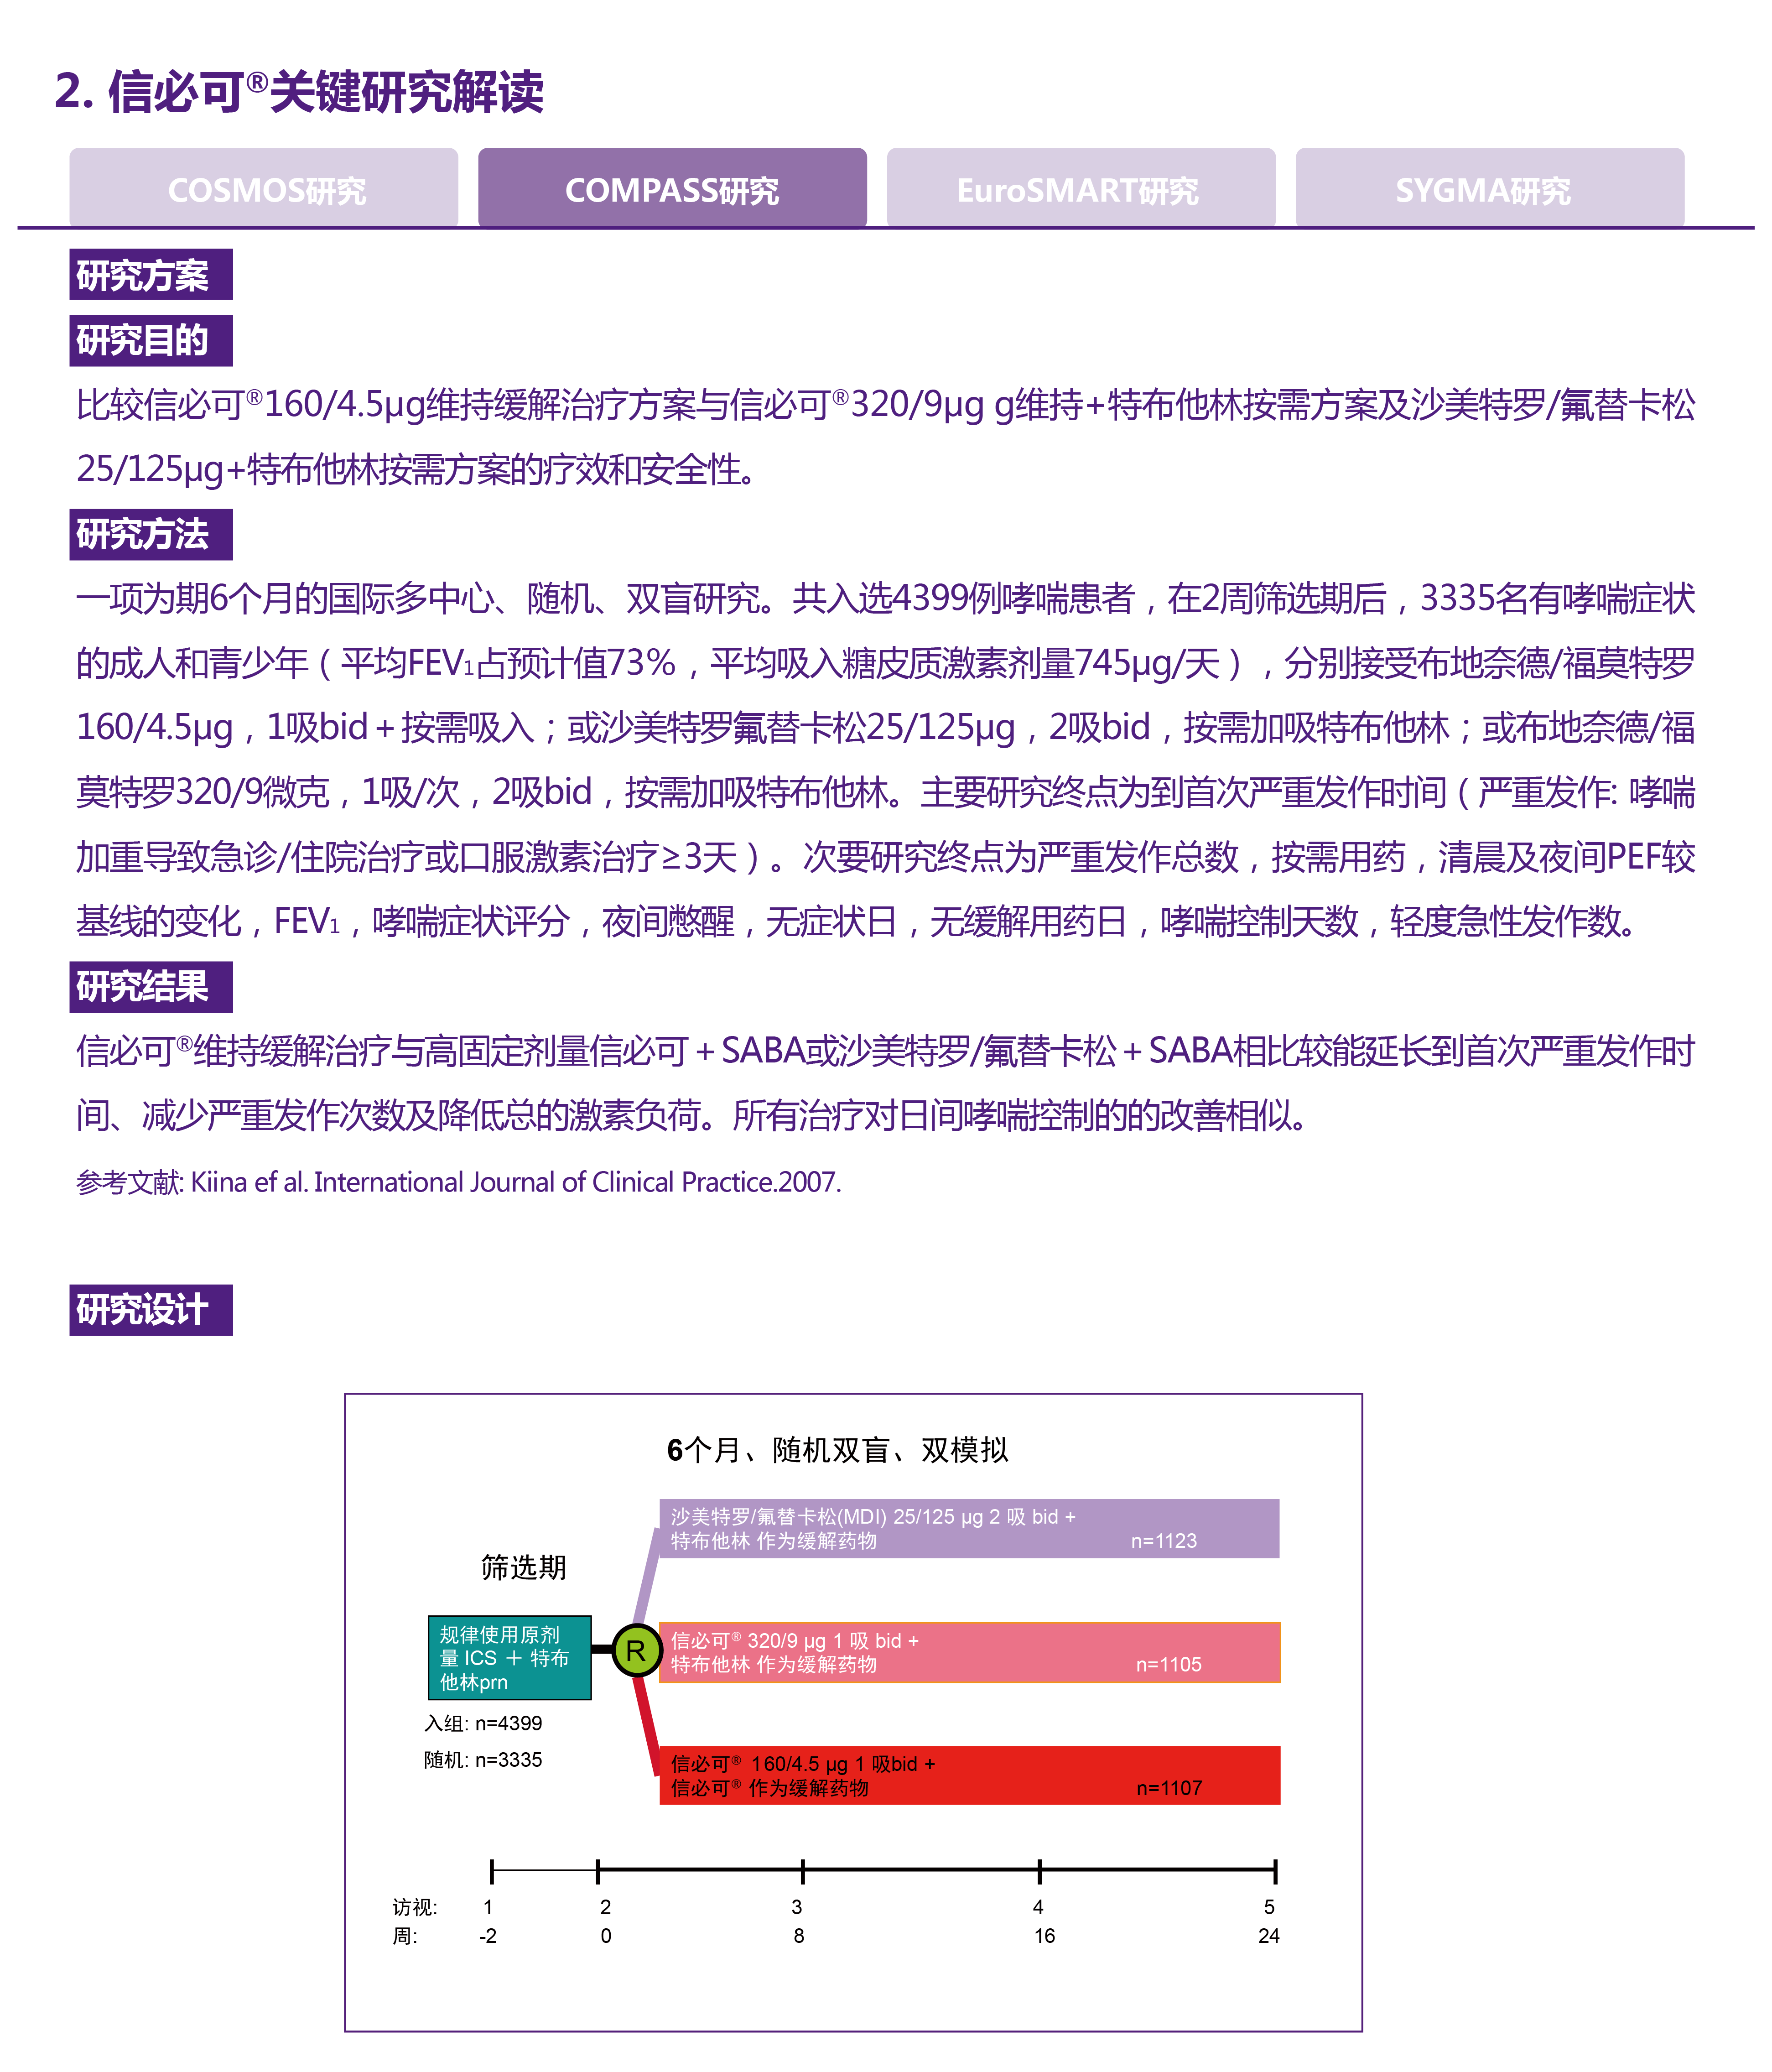 2. 信必可®关键研究解读
COSMOS研究
COMPASS研究
EuroSMART研究
SYGMA研究
研究方案
研究目的
比较信必可®160/4.5μg维持缓解治疗方案与信必可®320/9μg g维持+特布他林按需方案及沙美特罗/氟替卡松
25/125μg+特布他林按需方案的疗效和安全性。
研究方法
一项为期6个月的国际多中心、随机、双盲研究。共入选4399例哮喘患者，在2周筛选期后，3335名有哮喘症状
的成人和青少年（平均FEV₁占预计值73%，平均吸入糖皮质激素剂量745μg/天），分别接受布地奈德/福莫特罗
160/4.5μg，1吸bid＋按需吸入；或沙美特罗氟替卡松25/125μg，2吸bid，按需加吸特布他林；或布地奈德/福
莫特罗320/9微克，1吸/次，2吸bid，按需加吸特布他林。主要研究终点为到首次严重发作时间（严重发作: 哮喘
加重导致急诊/住院治疗或口服激素治疗≥3天）。次要研究终点为严重发作总数，按需用药，清晨及夜间PEF较
基线的变化，FEV₁，哮喘症状评分，夜间憋醒，无症状日，无缓解用药日，哮喘控制天数，轻度急性发作数。
研究结果
信必可®维持缓解治疗与高固定剂量信必可＋SABA或沙美特罗/氟替卡松＋SABA相比较能延长到首次严重发作时
间、减少严重发作次数及降低总的激素负荷。所有治疗对日间哮喘控制的的改善相似。
参考文献: Kiina ef al. International Journal of Clinical Practice.2007.
研究设计
6个月、随机双盲、双模拟
沙美特罗/氟替卡松(MDI) 25/125 μg 2 吸 bid +
特布他林 作为缓解药物 n=1123
筛选期
规律使用原剂
量 ICS ＋ 特布
他林prn
R
信必可® 320/9 μg 1 吸 bid +
特布他林 作为缓解药物 n=1105
入组: n=4399
随机: n=3335
信必可® 160/4.5 μg 1 吸bid +
信必可® 作为缓解药物 n=1107
访视: 1 2 3 4 5
周: -2 0 8 16 24